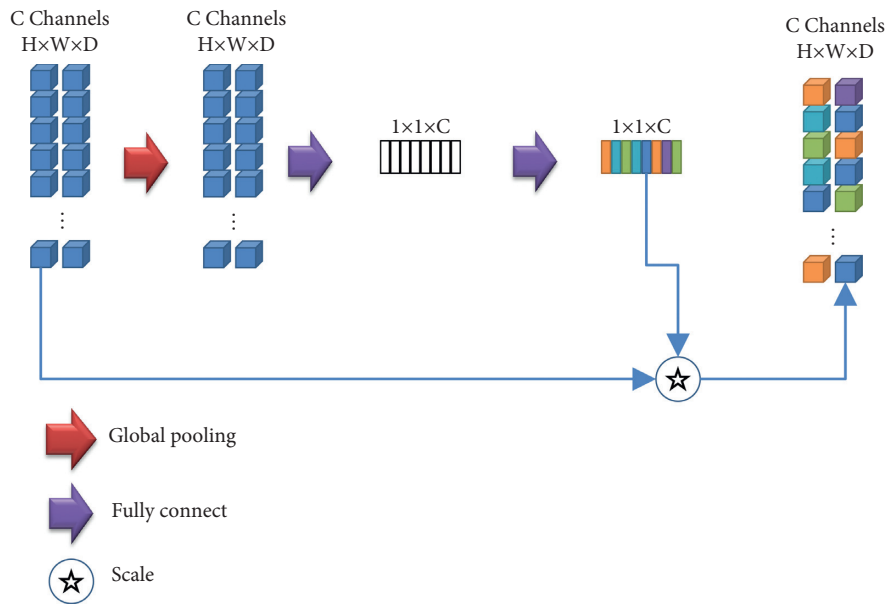 C Channels
H×W×D
C Channels
H×W×D
C Channels
H×W×D
1×1×C
1×1×C
Global pooling
Fully connect
Scale